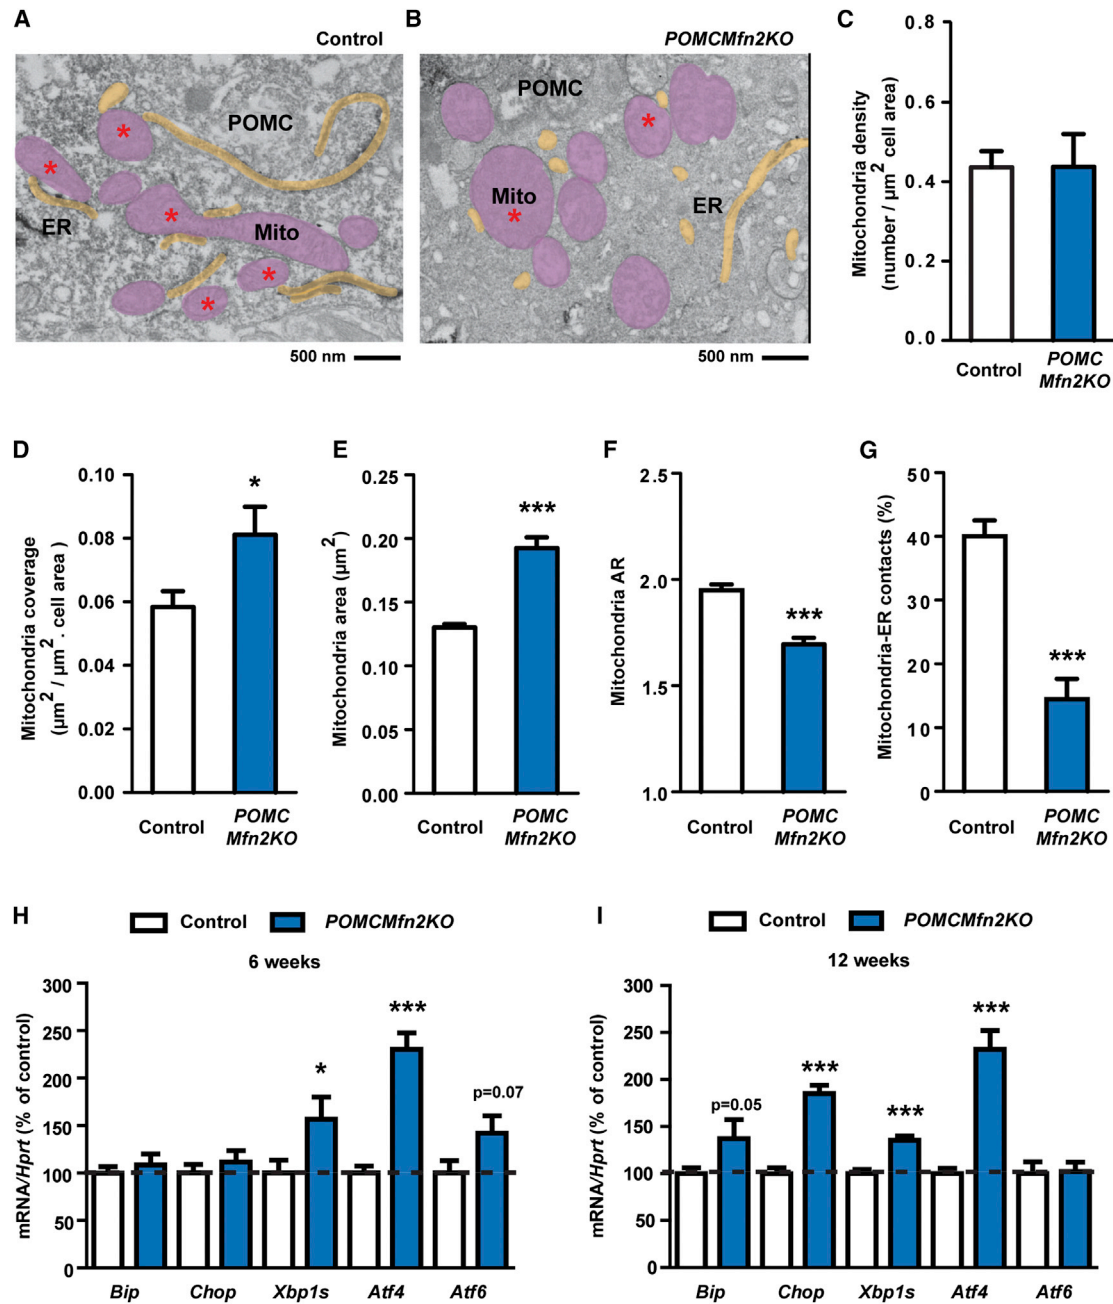 A
Control
POMC
*
*
*
*
*
ER
Mito
500 nm
B
POMCMfn2KO
POMC
*
Mito
*
ER
500 nm
C
Mitochondria density
(number / µm² cell area)
0.8
0.6
0.4
0.2
0.0
Control
POMC
Mfn2KO
D
Mitochondria coverage
(µm² / µm² . cell area )
0.10
0.08
0.06
0.04
0.02
0.00
*
Control
POMC
Mfn2KO
E
Mitochondria area (µm²)
0.25
0.20
0.15
0.10
0.05
0.00
***
Control
POMC
Mfn2KO
F
Mitochondria AR
2.5
2.0
1.5
1.0
***
Control
POMC
Mfn2KO
G
Mitochondria-ER contacts (%)
50
40
30
20
10
0
***
Control
POMC
Mfn2KO
H
Control
POMCMfn2KO
6 weeks
mRNA/Hprt (% of control)
300
250
200
150
100
50
0
*
***
p=0.07
Bip
Chop
Xbp1s
Atf4
Atf6
I
Control
POMCMfn2KO
12 weeks
mRNA/Hprt (% of control)
300
250
200
150
100
50
0
p=0.05
***
***
***
Bip
Chop
Xbp1s
Atf4
Atf6